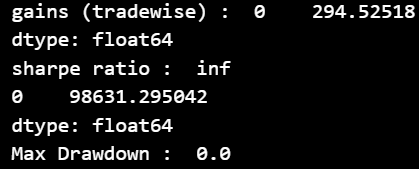 gains (tradewise) :  0    294.52518
dtype: float64
sharpe ratio :  inf
0    98631.295042
dtype: float64
Max Drawdown :  0.0